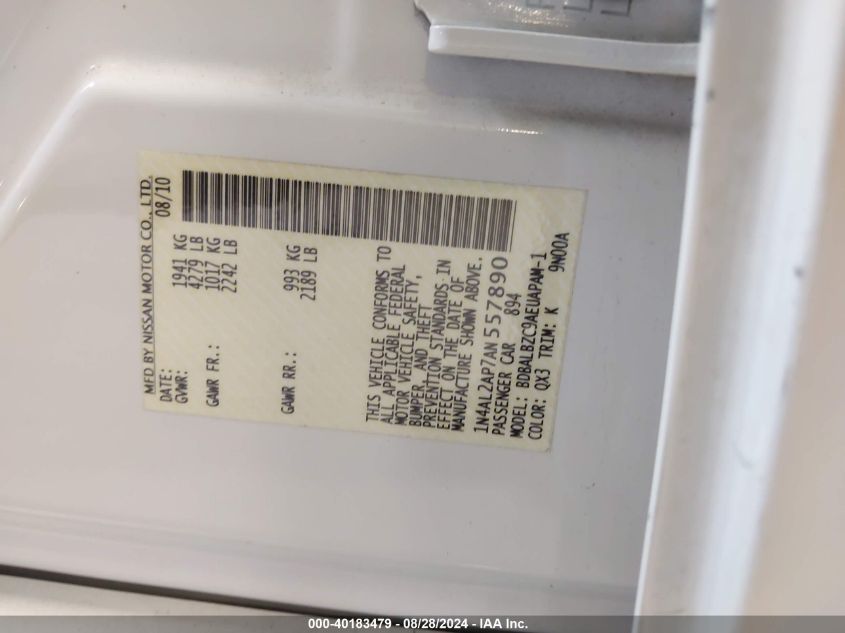 MFD BY NISSAN MOTOR CO., LTD.
DATE: 08/10
GVWR: 1941 KG
4279 LB
GAWR FR.: 1017 KG
2242 LB
GAWR RR.: 993 KG
2189 LB
THIS VEHICLE CONFORMS TO
ALL APPLICABLE FEDERAL
MOTOR VEHICLE SAFETY,
BUMPER, AND THEFT
PREVENTION STANDARDS IN
EFFECT ON THE DATE OF
MANUFACTURE SHOWN ABOVE.
1N4AL2AP7AN557890
PASSENGER CAR 894
MODEL: BDBALBZC9AEUAPAM-1
COLOR: QX3 TRIM: K 9N00A
000-40183479 - 08/28/2024 - IAA Inc.